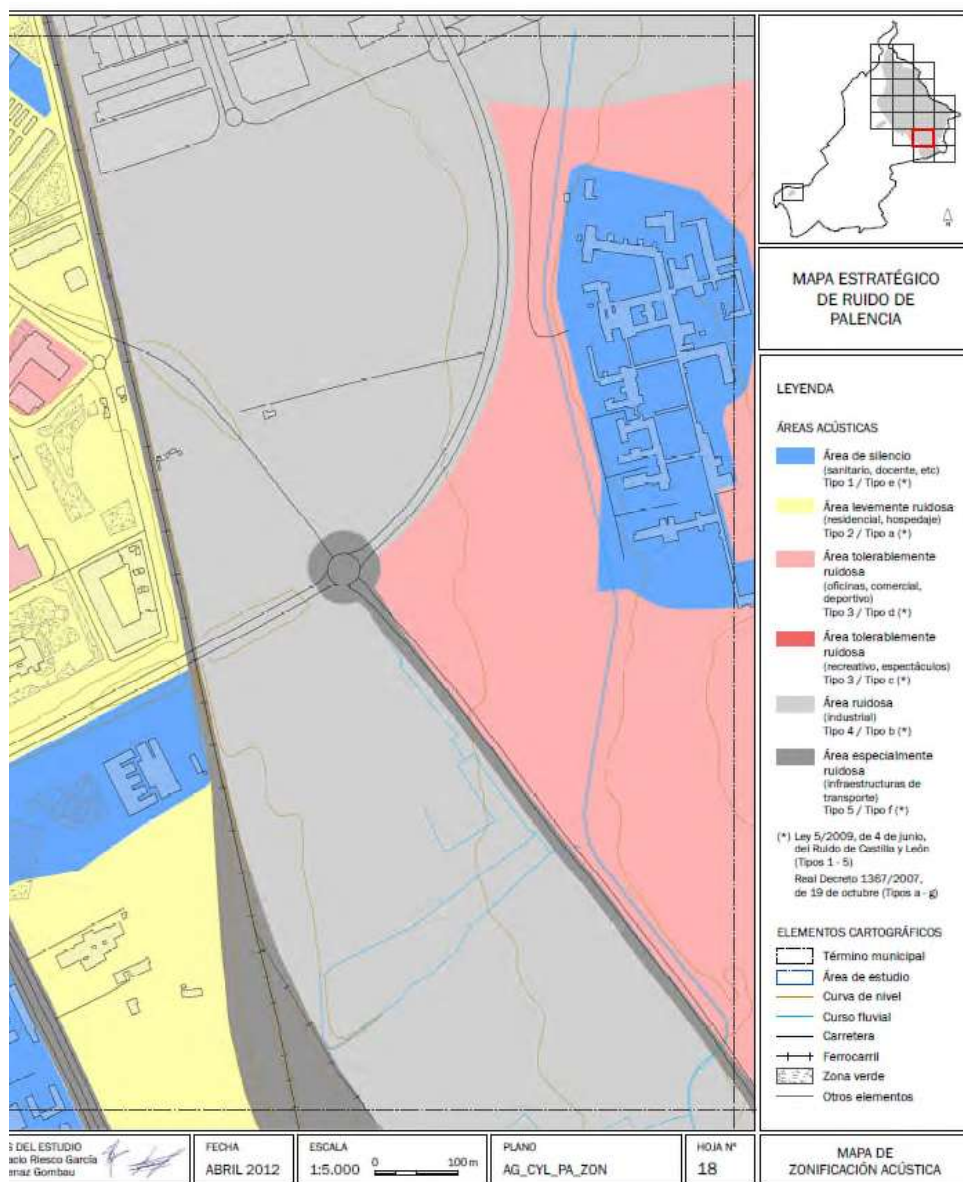 MAPA ESTRATÉGICO
DE RUIDO DE
PALENCIA
LEYENDA
ÁREAS ACÚSTICAS
Área de silencio
(sanitario, docente, etc)
Tipo 1 / Tipo e (*)
Área levemente ruidosa
(residencial, hospedaje)
Tipo 2 / Tipo a (*)
Área tolerablemente
ruidosa
(oficinas, comercial,
deportivo)
Tipo 3 / Tipo d (*)
Área tolerablemente
ruidosa
(recreativo, espectáculos)
Tipo 3 / Tipo c (*)
Área ruidosa
(industrial)
Tipo 4 / Tipo b (*)
Área especialmente
ruidosa
(infraestructuras de
transporte)
Tipo 5 / Tipo f (*)
(*) Ley 5/2009, de 4 de junio,
del Ruido de Castilla y León
(Tipos 1 - 5)
Real Decreto 1367/2007,
de 19 de octubre (Tipos a - g)
ELEMENTOS CARTOGRÁFICOS
Término municipal
Área de estudio
Curva de nivel
Curso fluvial
Carretera
Ferrocarril
Zona verde
Otros elementos
DEL ESTUDIO
Riesco García
Gombau
FECHA
ABRIL 2012
ESCALA
1:5.000 0 100 m
PLANO
AG_CYL_PA_ZON
HOJA Nº
18
MAPA DE
ZONIFICACIÓN ACÚSTICA